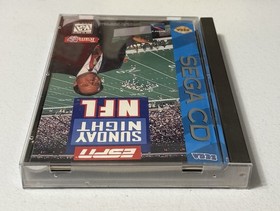 SEGA CD
ESPN
SUNDAY
NIGHT
NFL